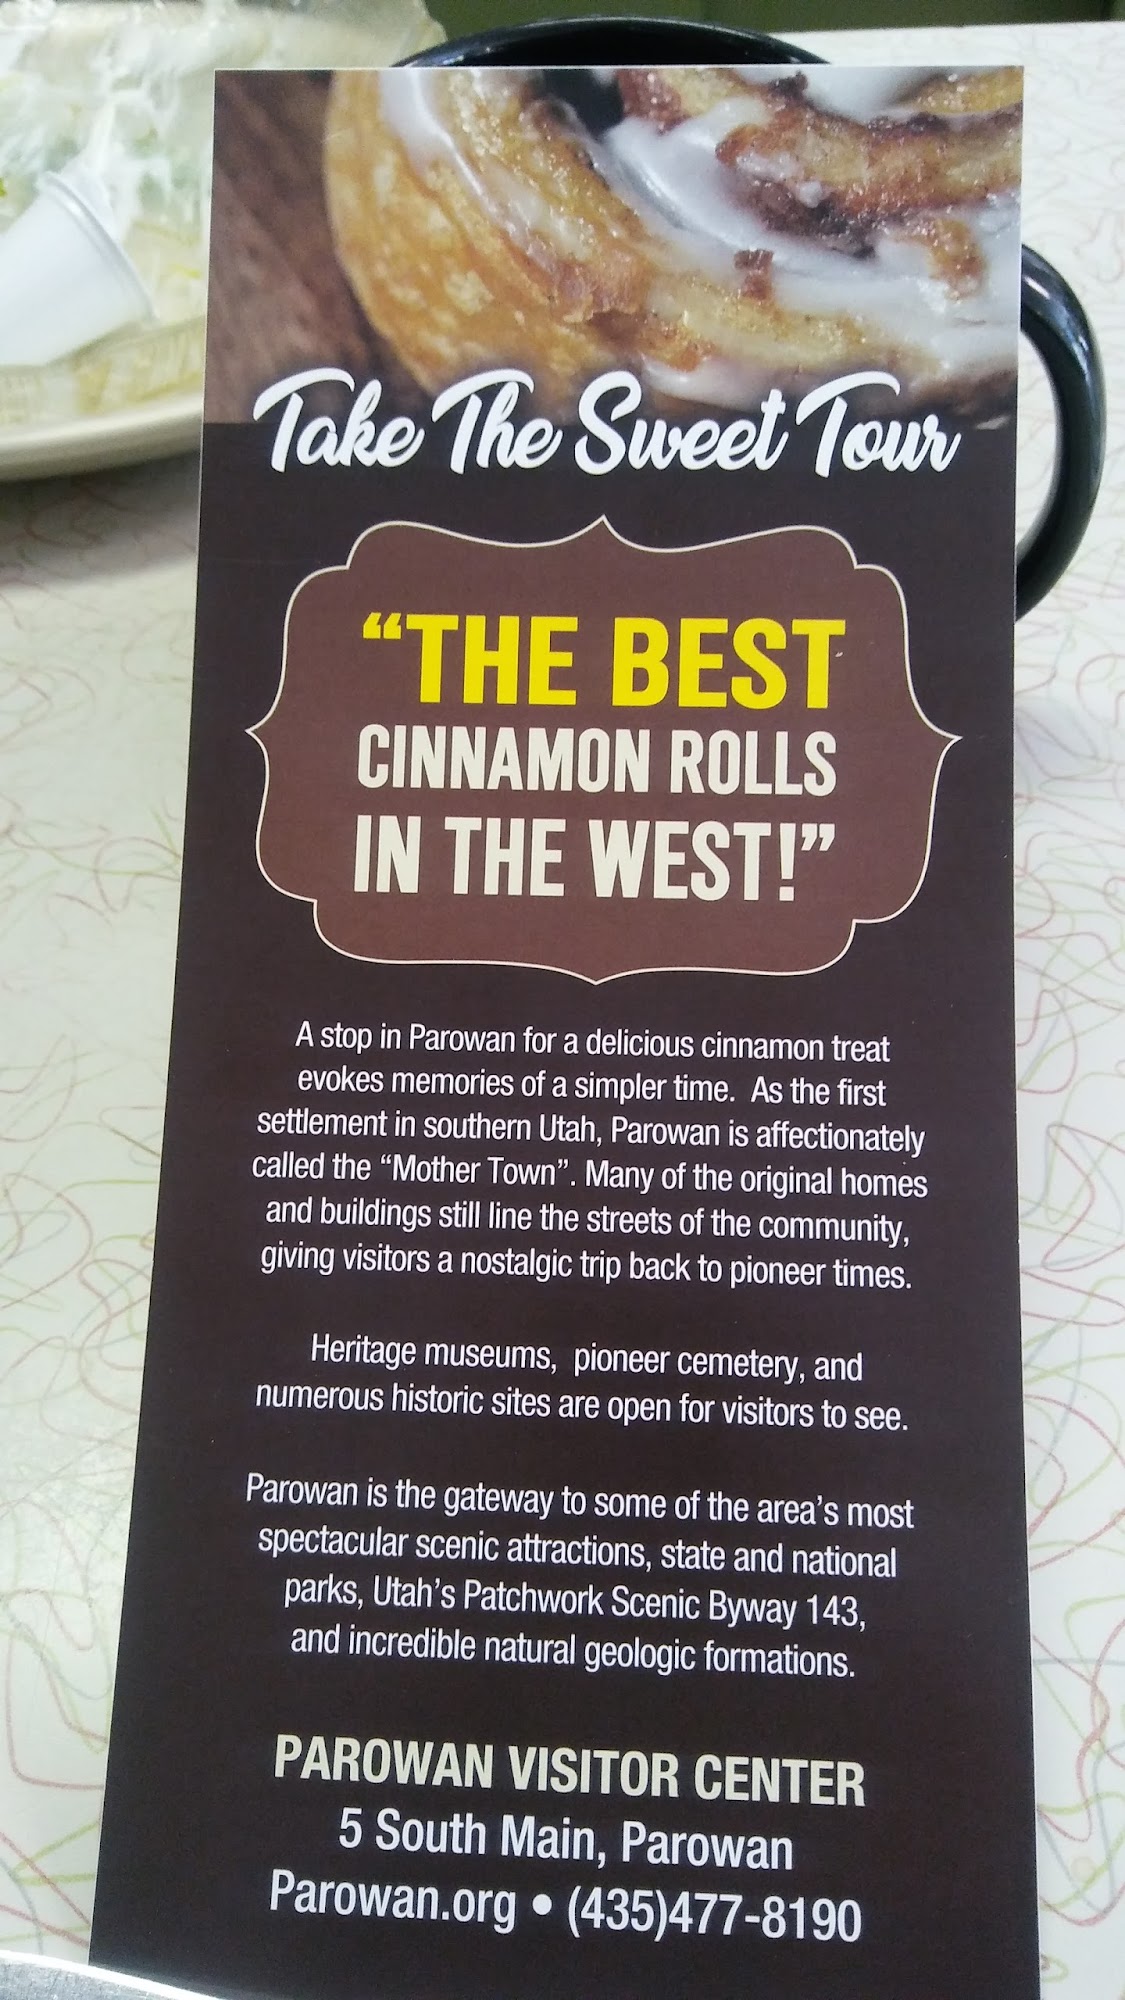 Take The Sweet Tour
“THE BEST
CINNAMON ROLLS
IN THE WEST!”
A stop in Parowan for a delicious cinnamon treat
evokes memories of a simpler time.  As the first
settlement in southern Utah, Parowan is affectionately
called the “Mother Town”. Many of the original homes
and buildings still line the streets of the community,
giving visitors a nostalgic trip back to pioneer times.
Heritage museums,  pioneer cemetery, and
numerous historic sites are open for visitors to see.
Parowan is the gateway to some of the area’s most
spectacular scenic attractions, state and national
parks, Utah’s Patchwork Scenic Byway 143,
and incredible natural geologic formations.
PAROWAN VISITOR CENTER
5 South Main, Parowan
Parowan.org • (435)477-8190